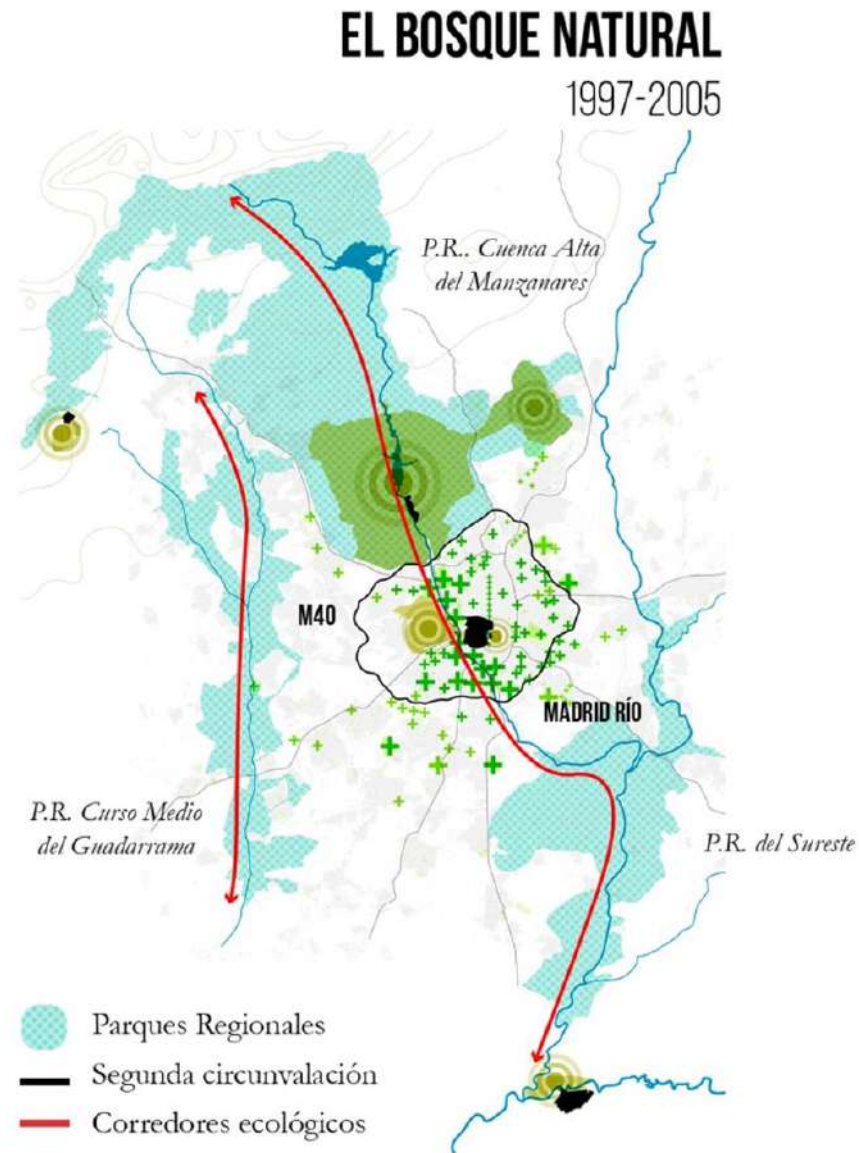 EL BOSQUE NATURAL
1997-2005
P.R.. Cuenca Alta
del Manzanares
M40
MADRID RÍO
P.R. Curso Medio
del Guadarrama
P.R. del Sureste
Parques Regionales
Segunda circunvalación
Corredores ecológicos